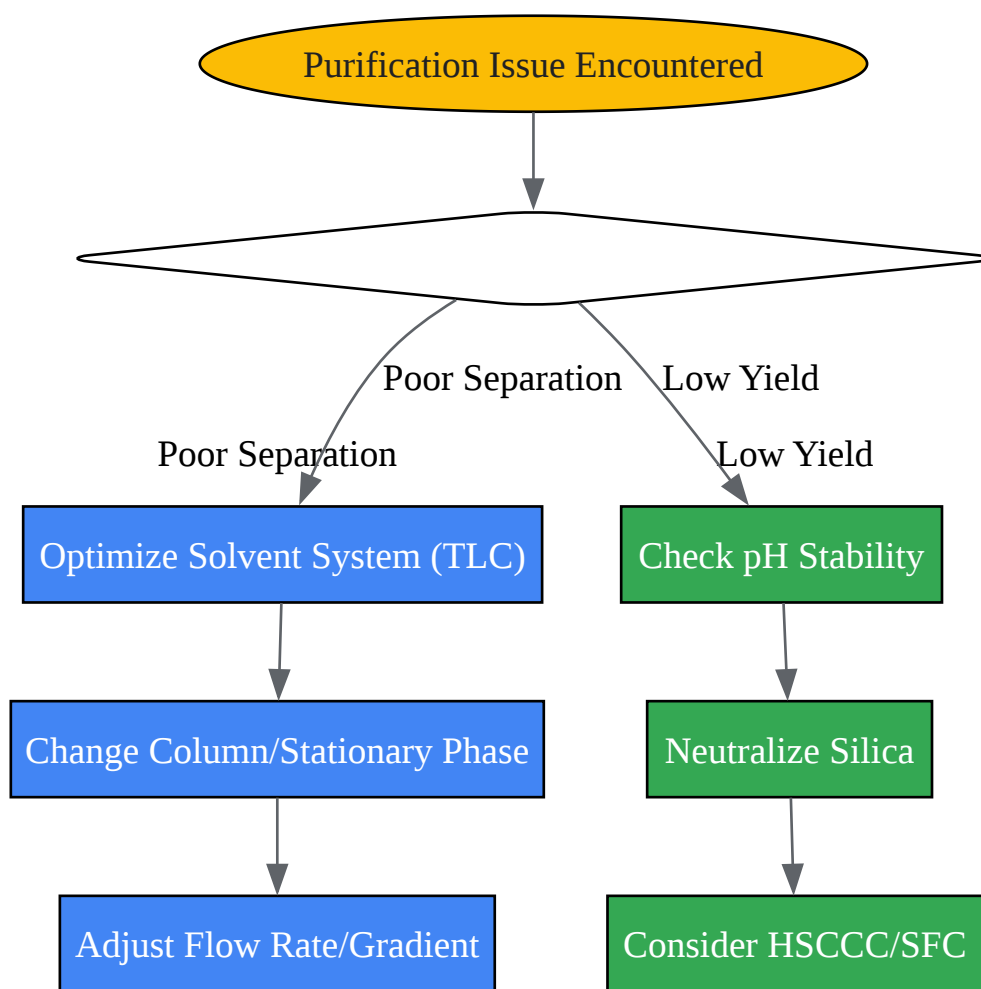 Purification Issue Encountered
Poor Separation
Low Yield
Poor Separation
Low Yield
Optimize Solvent System (TLC)
Check pH Stability
Change Column/Stationary Phase
Neutralize Silica
Adjust Flow Rate/Gradient
Consider HSCCC/SFC